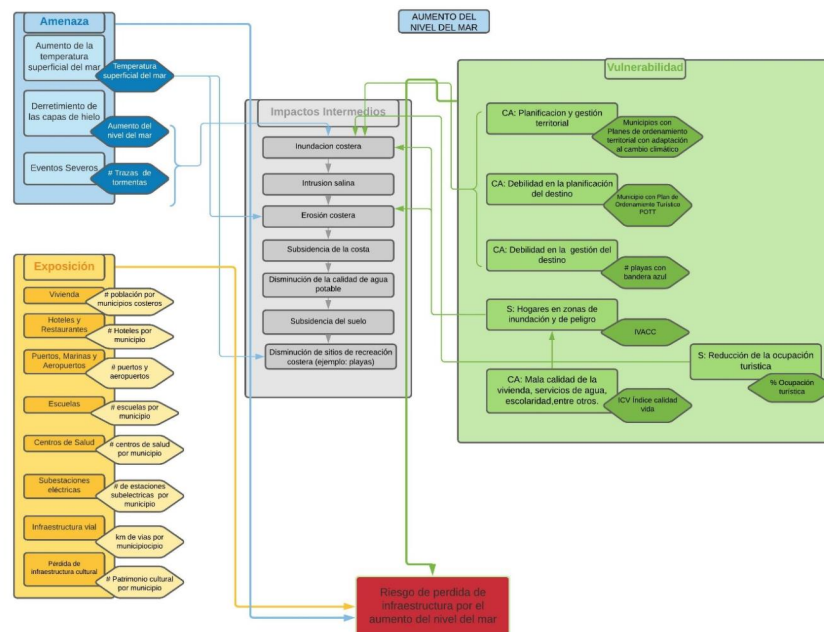 AUMENTO DEL
NIVEL DEL MAR
Amenaza
Aumento de la
temperatura
superficial del mar
Temperatura
superficial del mar
Derretimiento de
las capas de hielo
Aumento del
nivel del mar
Eventos Severos
# Trazas de
tormentas
Exposición
Vivienda
# población por
municipios costeros
Hoteles y
Restaurantes
# Hoteles por
municipio
Puertos, Marinas y
Aeropuertos
# puertos y
aeropuertos
Escuelas
# escuelas por
municipio
Centros de Salud
# centros de salud
por municipio
Subestaciones
eléctricas
# de estaciones
subelectricas por
municipio
Infraestructura vial
km de vias por
municipiocipio
Perdida de
infraestructura cultural
# Patrimonio cultural
por municipio
Impactos Intermedios
Inundacion costera
Intrusion salina
Erosión costera
Subsidencia de la costa
Disminución de la calidad de agua
potable
Subsidencia del suelo
Disminución de sitios de recreación
costera (ejemplo: playas)
Vulnerabilidad
CA: Planificacion y gestión
territorial
Municipios con
Planes de ordenamiento
territorial con adaptación
al cambio climático
CA: Debilidad en la planificación
del destino
Municipio con Plan de
Ordenamiento Turístico
POTT
CA: Debilidad en la gestión del
destino
# playas con
bandera azul
S: Hogares en zonas de
inundación y de peligro
IVACC
S: Reducción de la ocupación
turistica
% Ocupación
turistica
CA: Mala calidad de la
vivienda, servicios de agua,
escolaridad,entre otros.
ICV Índice calidad
vida
Riesgo de perdida de
infraestructura por el
aumento del nivel del mar